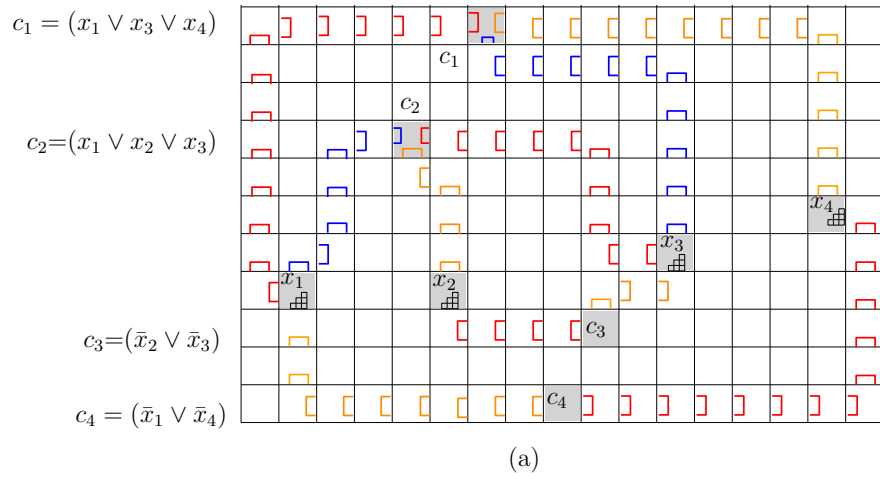 c₁ = (x₁ ∨ x₃ ∨ x₄)
c₁
c₂
c₂=(x₁ ∨ x₂ ∨ x₃)
x₄
x₃
x₁
x₂
c₃=(x̄₂ ∨ x̄₃)
c₃
c₄ = (x̄₁ ∨ x̄₄)
c₄
(a)